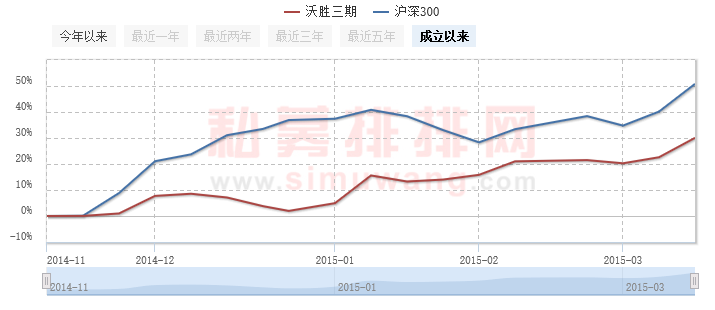 沃胜三期 沪深300
今年以来 最近一年 最近两年 最近三年 最近五年 成立以来
50%
40%
30%
20%
10%
0%
-10%
私募排排网
www.simuwang.com
2014-11 2014-12 2015-01 2015-02 2015-03
2014-11 2015-01 2015-03